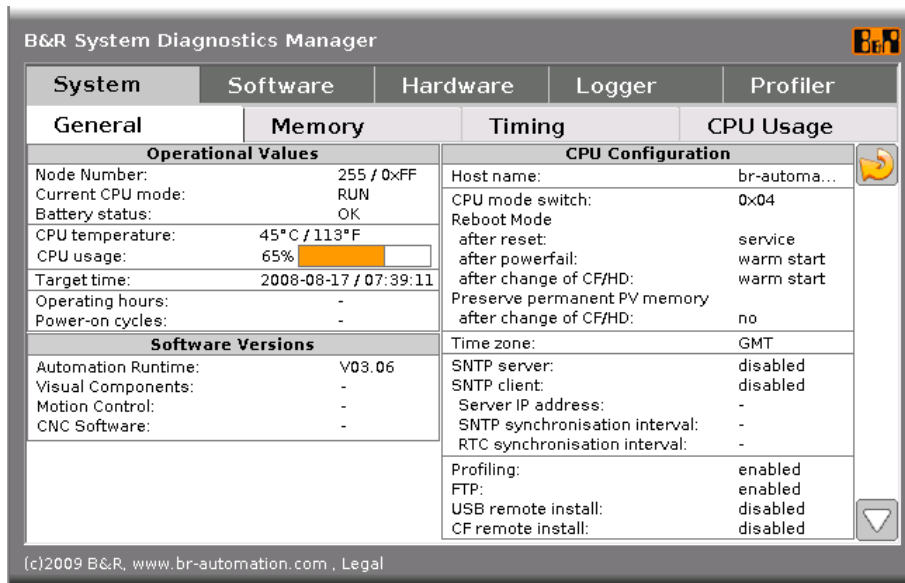 B&R System Diagnostics Manager
B&R
System Software Hardware Logger Profiler
General Memory Timing CPU Usage
Operational Values
Node Number: 255 / 0xFF
Current CPU mode: RUN
Battery status: OK
CPU temperature: 45°C / 113°F
CPU usage: 65%
Target time: 2008-08-17 / 07:39:11
Operating hours: -
Power-on cycles: -
Software Versions
Automation Runtime: V03.06
Visual Components: -
Motion Control: -
CNC Software: -
CPU Configuration
Host name: br-automa...
CPU mode switch: 0x04
Reboot Mode
after reset: service
after powerfail: warm start
after change of CF/HD: warm start
Preserve permanent PV memory
after change of CF/HD: no
Time zone: GMT
SNTP server: disabled
SNTP client: disabled
Server IP address: -
SNTP synchronisation interval: -
RTC synchronisation interval: -
Profiling: enabled
FTP: enabled
USB remote install: disabled
CF remote install: disabled
(c)2009 B&R, www.br-automation.com , Legal